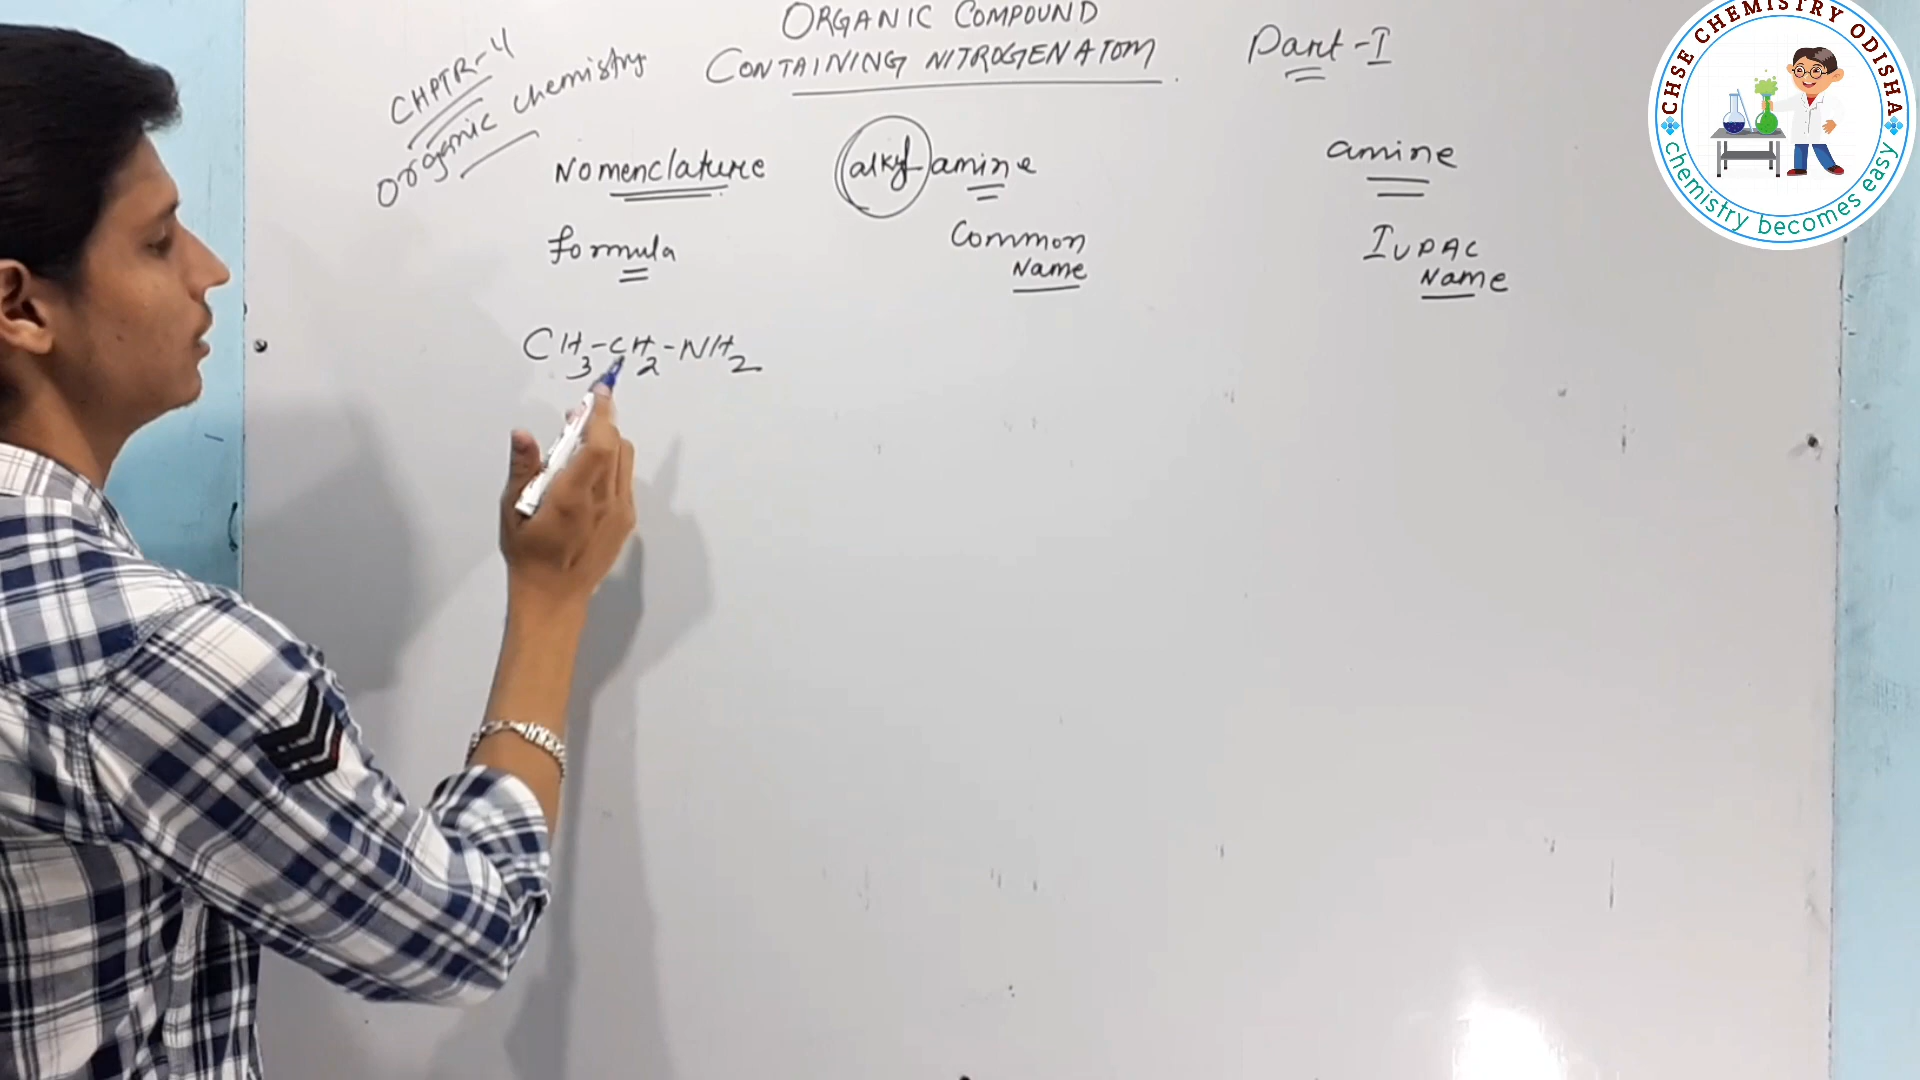 ORGANIC COMPOUND
CONTAINING NITROGEN ATOM
Part-I
CHPTR-4
Organic chemistry
Nomenclature
alkyl amine
amine
formula
Common
Name
IUPAC
Name
CH3-CH2-NH2
CHSE CHEMISTRY ODISHA
chemistry becomes easy